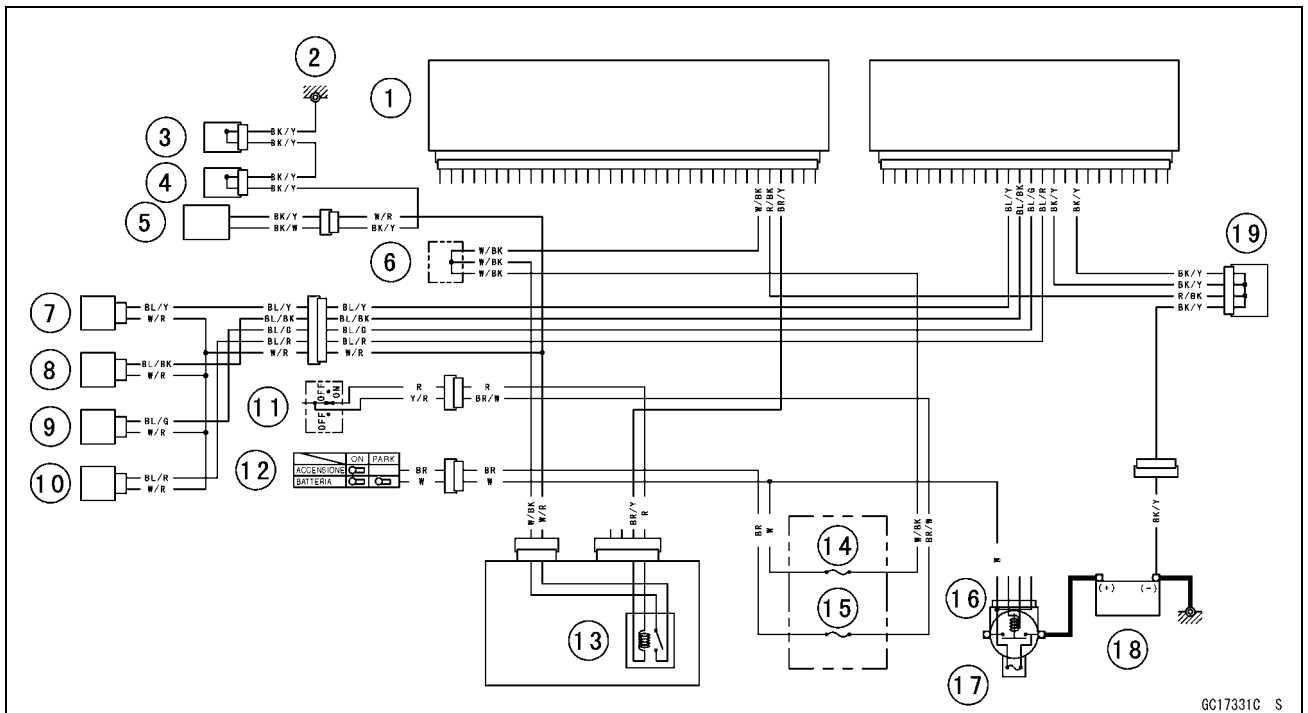 2
1
3
BK/Y
BK/Y
4
BK/Y
BK/Y
5
BK/Y
BK/W
W/R
BK/Y
W/BK
R/BK
BR/Y
BL/Y
BL/BK
BL/G
BL/R
BK/Y
BK/Y
6
W/BK
W/BK
W/BK
19
BK/Y
BK/Y
R/BK
BK/Y
7
BL/Y
W/R
BL/Y
BL/BK
BL/G
BL/R
W/R
BL/Y
BL/BK
BL/G
BL/R
W/R
8
BL/BK
W/R
9
BL/G
W/R
10
BL/R
W/R
11
OFF
ON
OFF
R
Y/R
R
BR/W
12
ON PARK
ACCENSIONE
BATTERIA
BR
W
BR
W
W/BK
W/R
BR/Y
R
BR
W
W/BK
BR/W
W
BK/Y
14
15
13
16
17
(+) (-)
18
GC17331C S